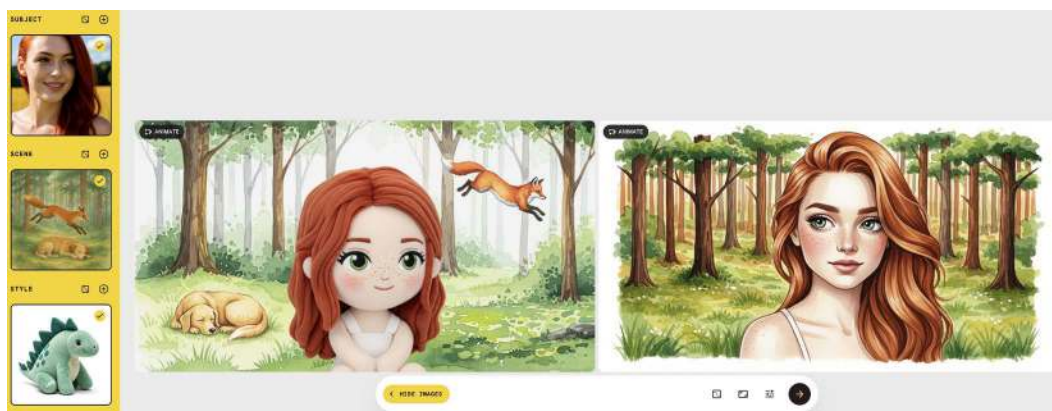 SUBJECT
SCENE
STYLE
ANIMATE
ANIMATE
HIDE IMAGES